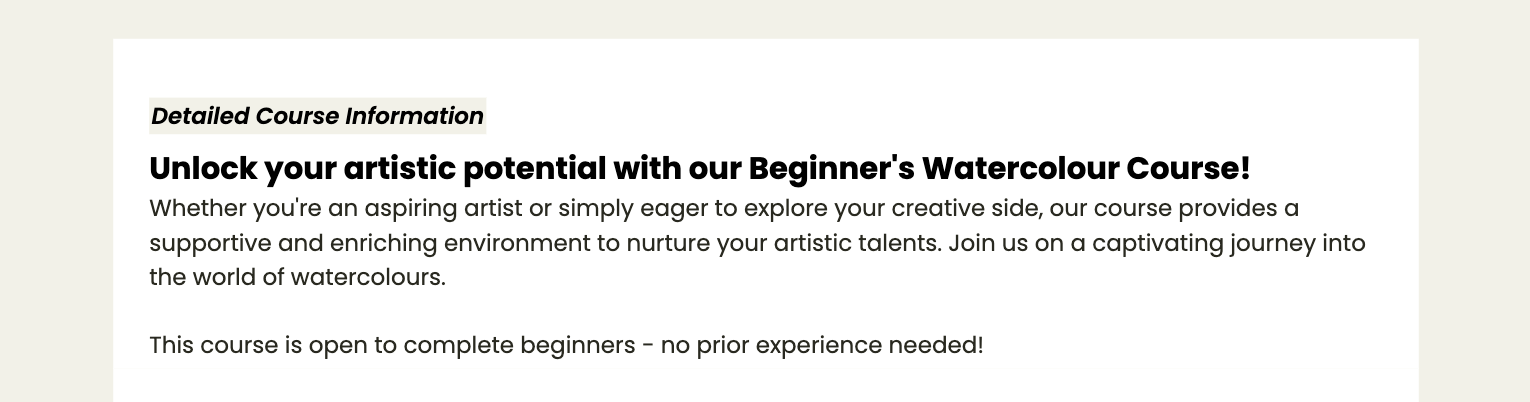 Detailed Course Information
Unlock your artistic potential with our Beginner's Watercolour Course!
Whether you're an aspiring artist or simply eager to explore your creative side, our course provides a
supportive and enriching environment to nurture your artistic talents. Join us on a captivating journey into
the world of watercolours.
This course is open to complete beginners - no prior experience needed!